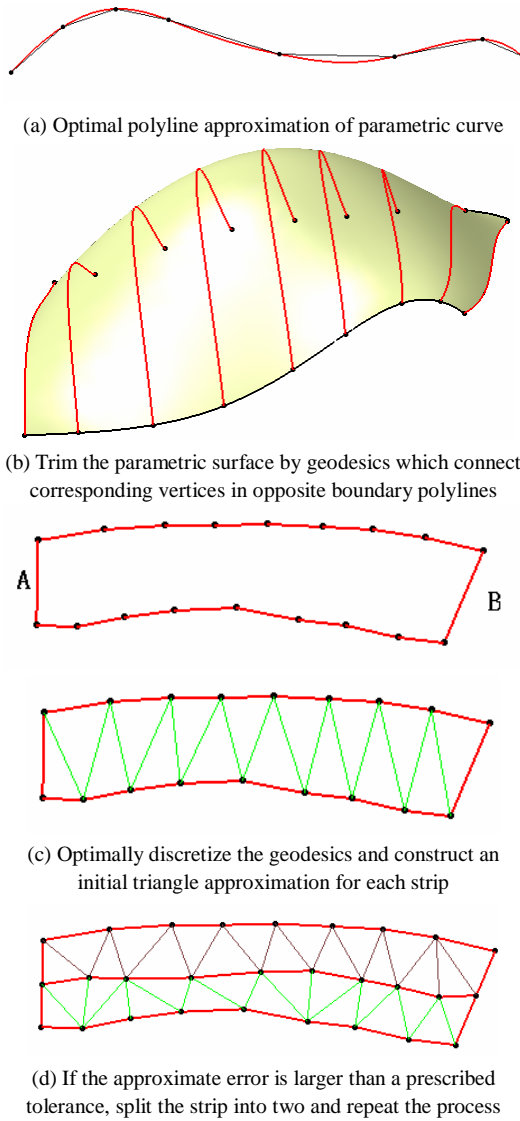 (a) Optimal polyline approximation of parametric curve
(b) Trim the parametric surface by geodesics which connect
corresponding vertices in opposite boundary polylines
A
B
(c) Optimally discretize the geodesics and construct an
initial triangle approximation for each strip
(d) If the approximate error is larger than a prescribed
tolerance, split the strip into two and repeat the process